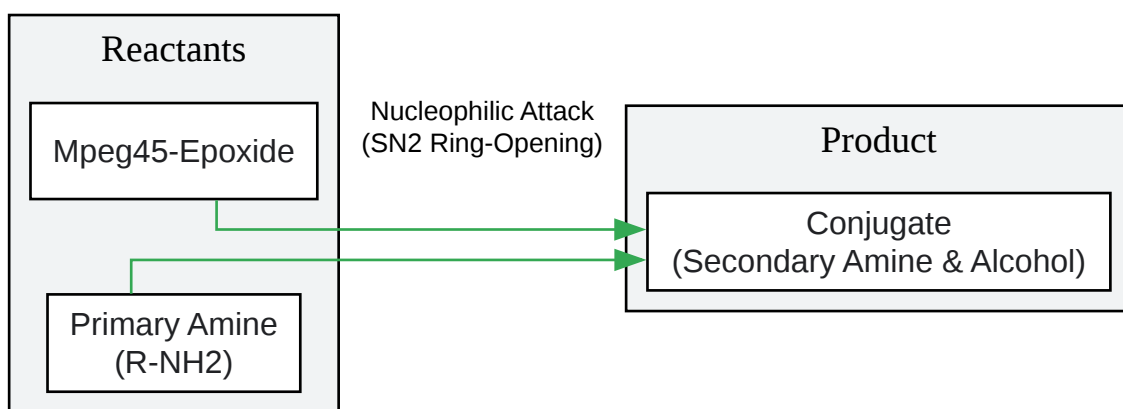 Reactants
Mpeg45-Epoxide
Primary Amine
(R-NH2)
Nucleophilic Attack
(SN2 Ring-Opening)
Product
Conjugate
(Secondary Amine & Alcohol)